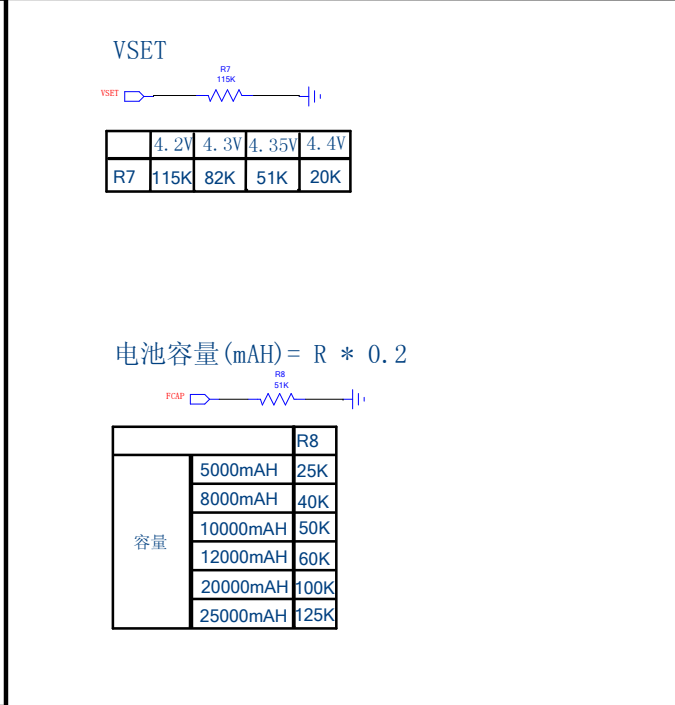 VSET
R7
115K
VSET
4.2V 4.3V 4.35V 4.4V
R7 115K 82K 51K 20K
电池容量(mAH)= R * 0.2
R8
51K
FCAP
R8
容量
5000mAH 25K
8000mAH 40K
10000mAH 50K
12000mAH 60K
20000mAH 100K
25000mAH 125K